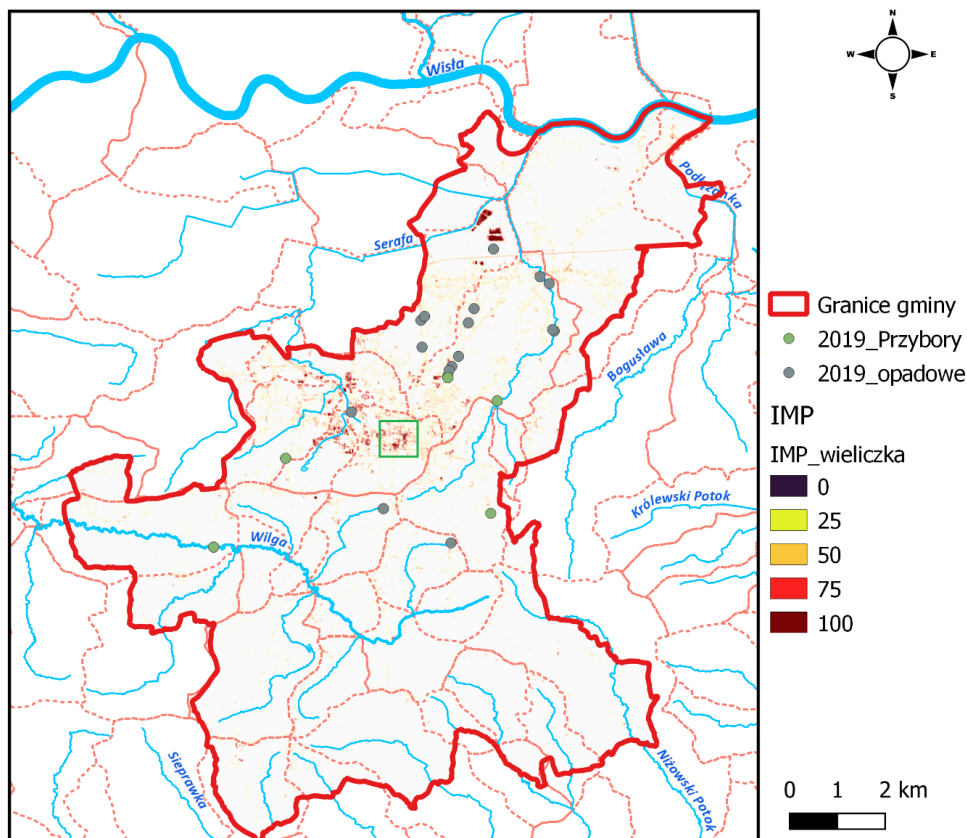 N
W E
S
Wisła
Podłężanka
Serafa
Bogusława
Królewski Potok
Wilga
Sieprawka
Niżowski Potok
Granice gminy
2019_Przybory
2019_opadowe
IMP
IMP_wieliczka
0
25
50
75
100
0 1 2 km